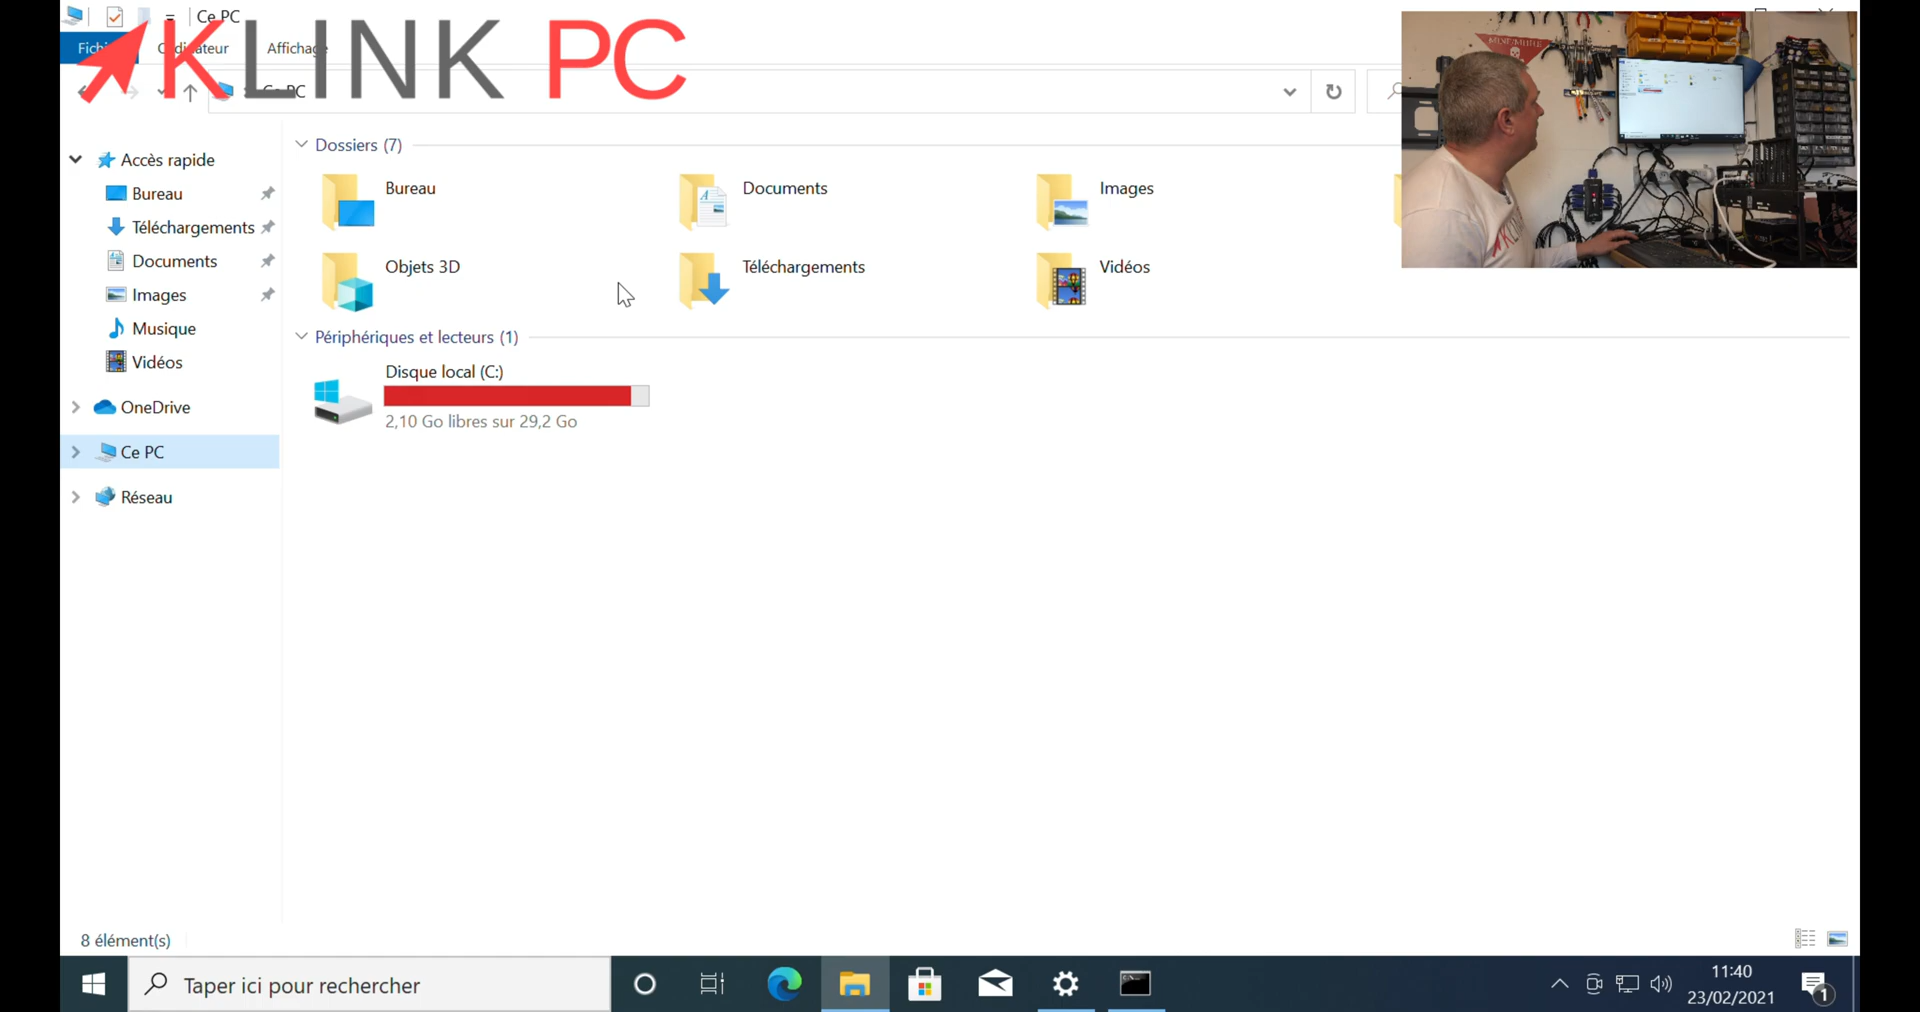 Ce PC
KLINK PC
Fichi
Ordinateur
Affichage
Ce PC
Accès rapide
Bureau
Téléchargements
Documents
Images
Musique
Vidéos
OneDrive
Ce PC
Réseau
Dossiers (7)
Bureau
Documents
Images
Objets 3D
Téléchargements
Vidéos
Périphériques et lecteurs (1)
Disque local (C:)
2,10 Go libres sur 29,2 Go
8 élément(s)
Taper ici pour rechercher
11:40
23/02/2021
1